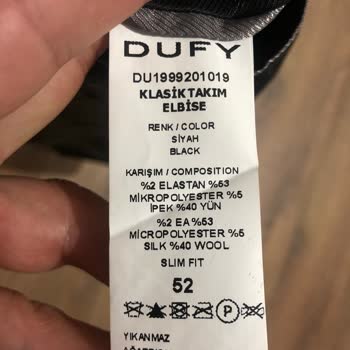 DUFY
DU1999201019
KLASİK TAKIM
ELBİSE
RENK / COLOR
SİYAH
BLACK
KARIŞIM / COMPOSITION
%2 ELASTAN %53
MİKROPOLYESTER %5
İPEK %40 YÜN
%2 EA %53
MICROPOLYESTER %5
SILK %40 WOOL
SLIM FIT
52
P
YIKANMAZ